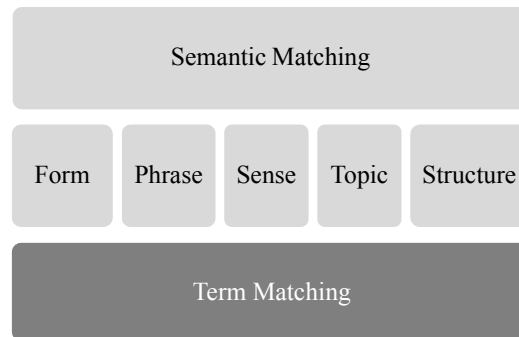 Semantic Matching
Form Phrase Sense Topic Structure
Term Matching